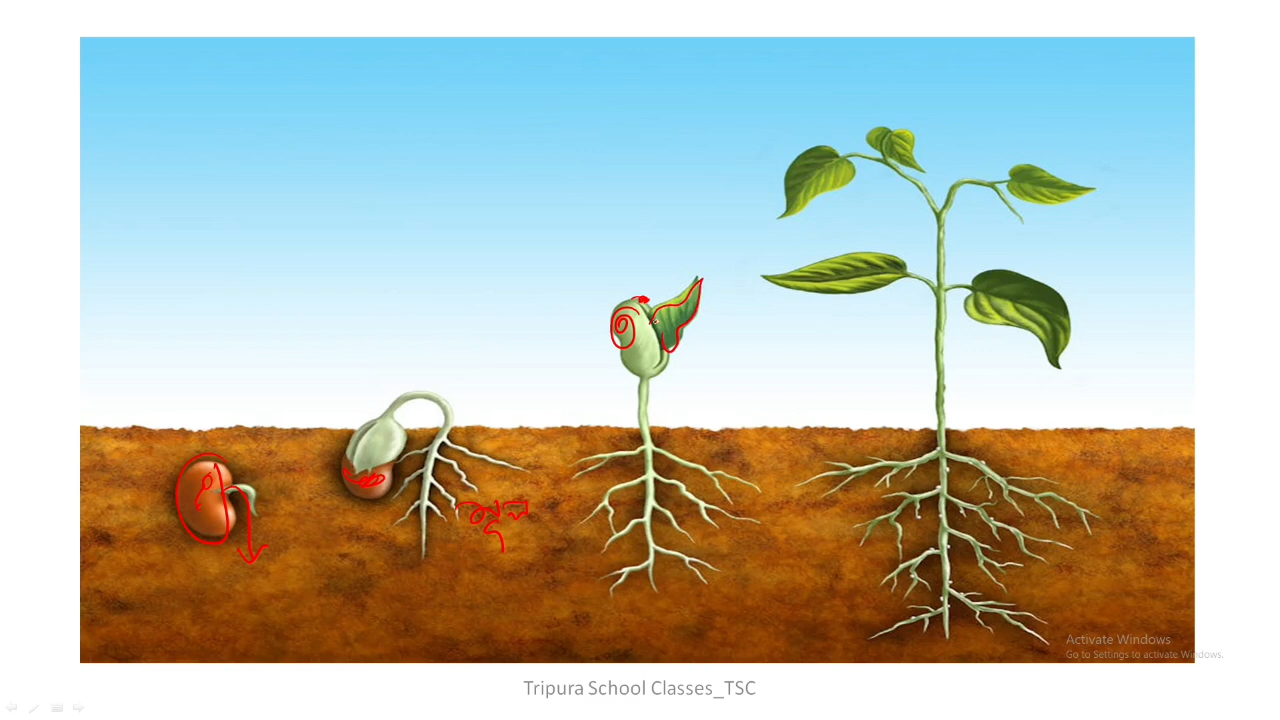 Activate Windows
Go to Settings to activate Windows.
Tripura School Classes_TSC